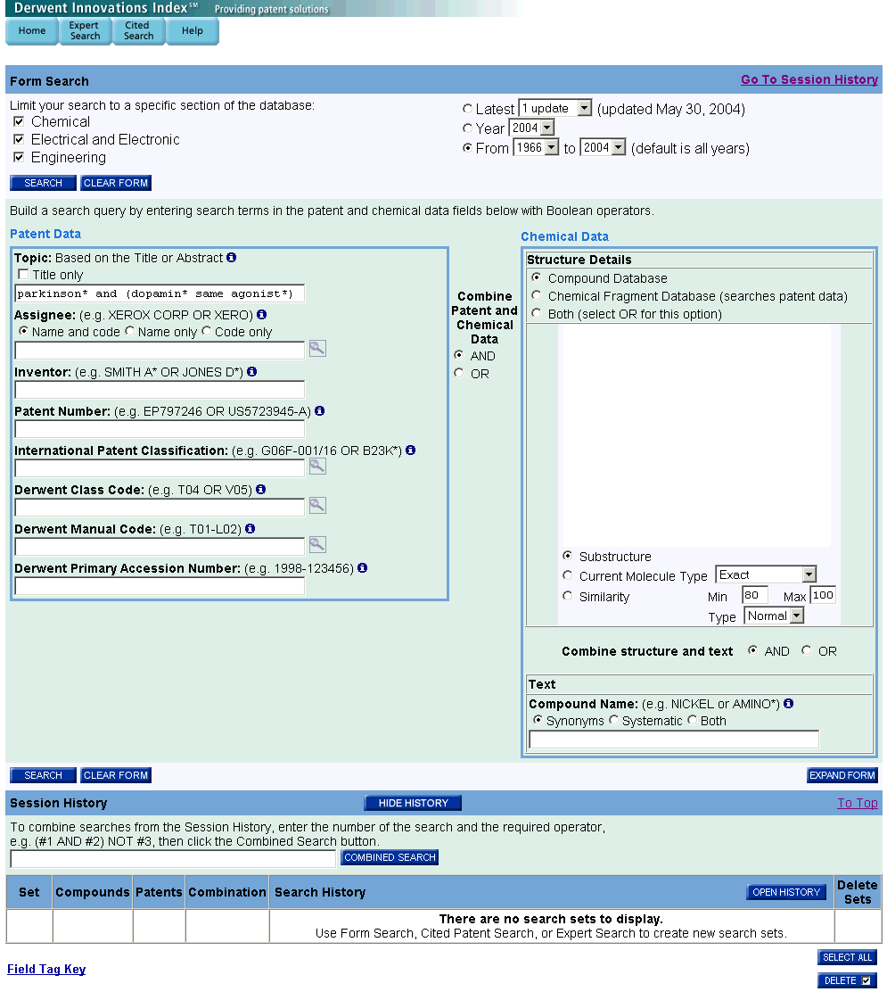 Derwent Innovations Index℠ Providing patent solutions
Home Expert Search Cited Search Help
Form Search Go To Session History
Limit your search to a specific section of the database:
Chemical
Electrical and Electronic
Engineering
Latest 1 update (updated May 30, 2004)
Year 2004
From 1966 to 2004 (default is all years)
SEARCH CLEAR FORM
Build a search query by entering search terms in the patent and chemical data fields below with Boolean operators.
Patent Data
Topic: Based on the Title or Abstract
Title only
parkinson* and (dopamin* same agonist*)
Assignee: (e.g. XEROX CORP OR XERO)
Name and code Name only Code only
Inventor: (e.g. SMITH A* OR JONES D*)
Patent Number: (e.g. EP797246 OR US5723945-A)
International Patent Classification: (e.g. G06F-001/16 OR B23K*)
Derwent Class Code: (e.g. T04 OR V05)
Derwent Manual Code: (e.g. T01-L02)
Derwent Primary Accession Number: (e.g. 1998-123456)
Combine
Patent and
Chemical
Data
AND
OR
Chemical Data
Structure Details
Compound Database
Chemical Fragment Database (searches patent data)
Both (select OR for this option)
Substructure
Current Molecule Type Exact
Similarity Min 80 Max 100
Type Normal
Combine structure and text AND OR
Text
Compound Name: (e.g. NICKEL or AMINO*)
Synonyms Systematic Both
SEARCH CLEAR FORM EXPAND FORM
Session History HIDE HISTORY To Top
To combine searches from the Session History, enter the number of the search and the required operator,
e.g. (#1 AND #2) NOT #3, then click the Combined Search button.
COMBINED SEARCH
Set Compounds Patents Combination Search History OPEN HISTORY Delete Sets
There are no search sets to display.
Use Form Search, Cited Patent Search, or Expert Search to create new search sets.
SELECT ALL
Field Tag Key
DELETE